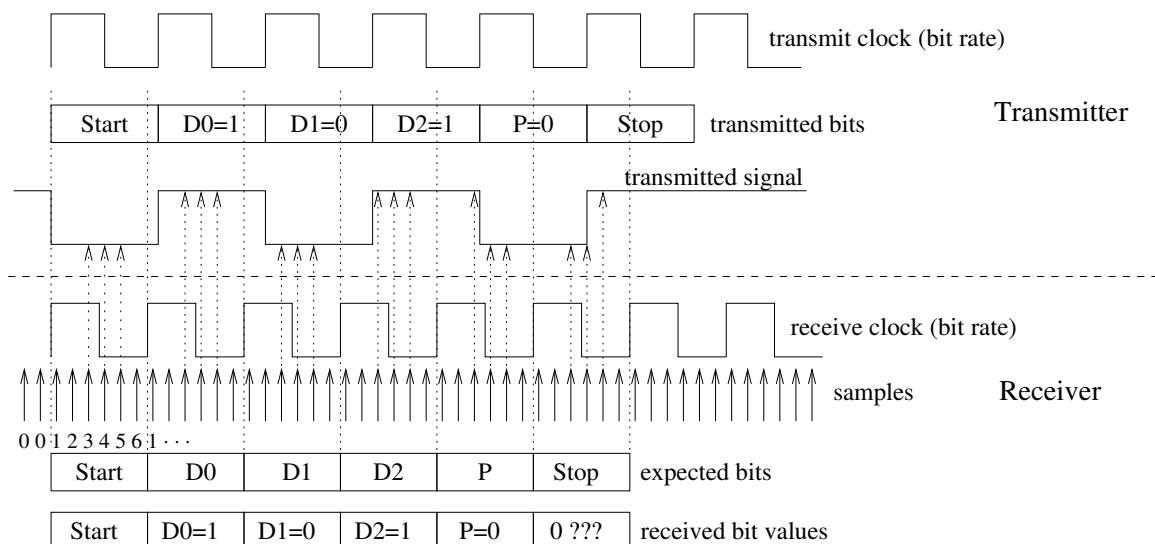 transmit clock (bit rate)
Transmitter
Start D0=1 D1=0 D2=1 P=0 Stop transmitted bits
transmitted signal
receive clock (bit rate)
samples Receiver
0 0 1 2 3 4 5 6 1 · · ·
Start D0 D1 D2 P Stop expected bits
Start D0=1 D1=0 D2=1 P=0 0 ??? received bit values